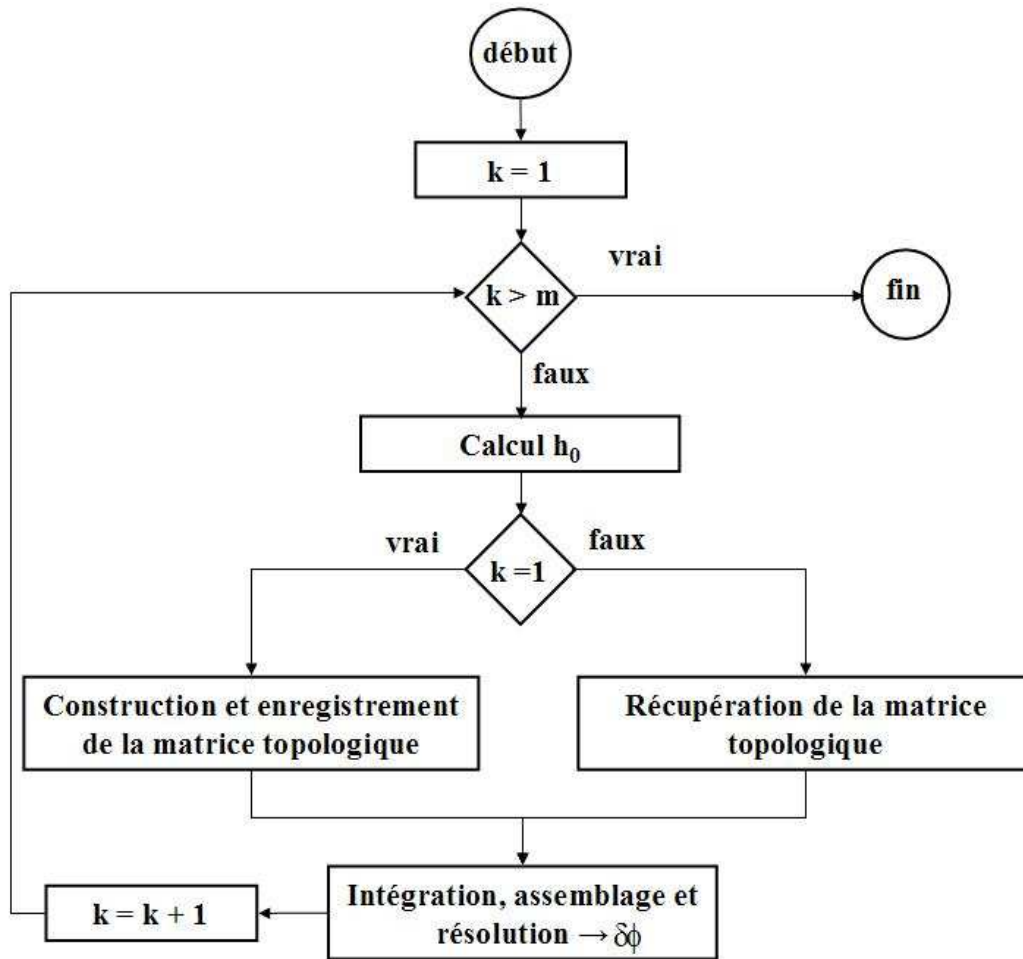 début
k = 1
vrai
k > m
fin
faux
Calcul h₀
vrai
faux
k =1
Construction et enregistrement
de la matrice topologique
Récupération de la matrice
topologique
Intégration, assemblage et
résolution → δϕ
k = k + 1